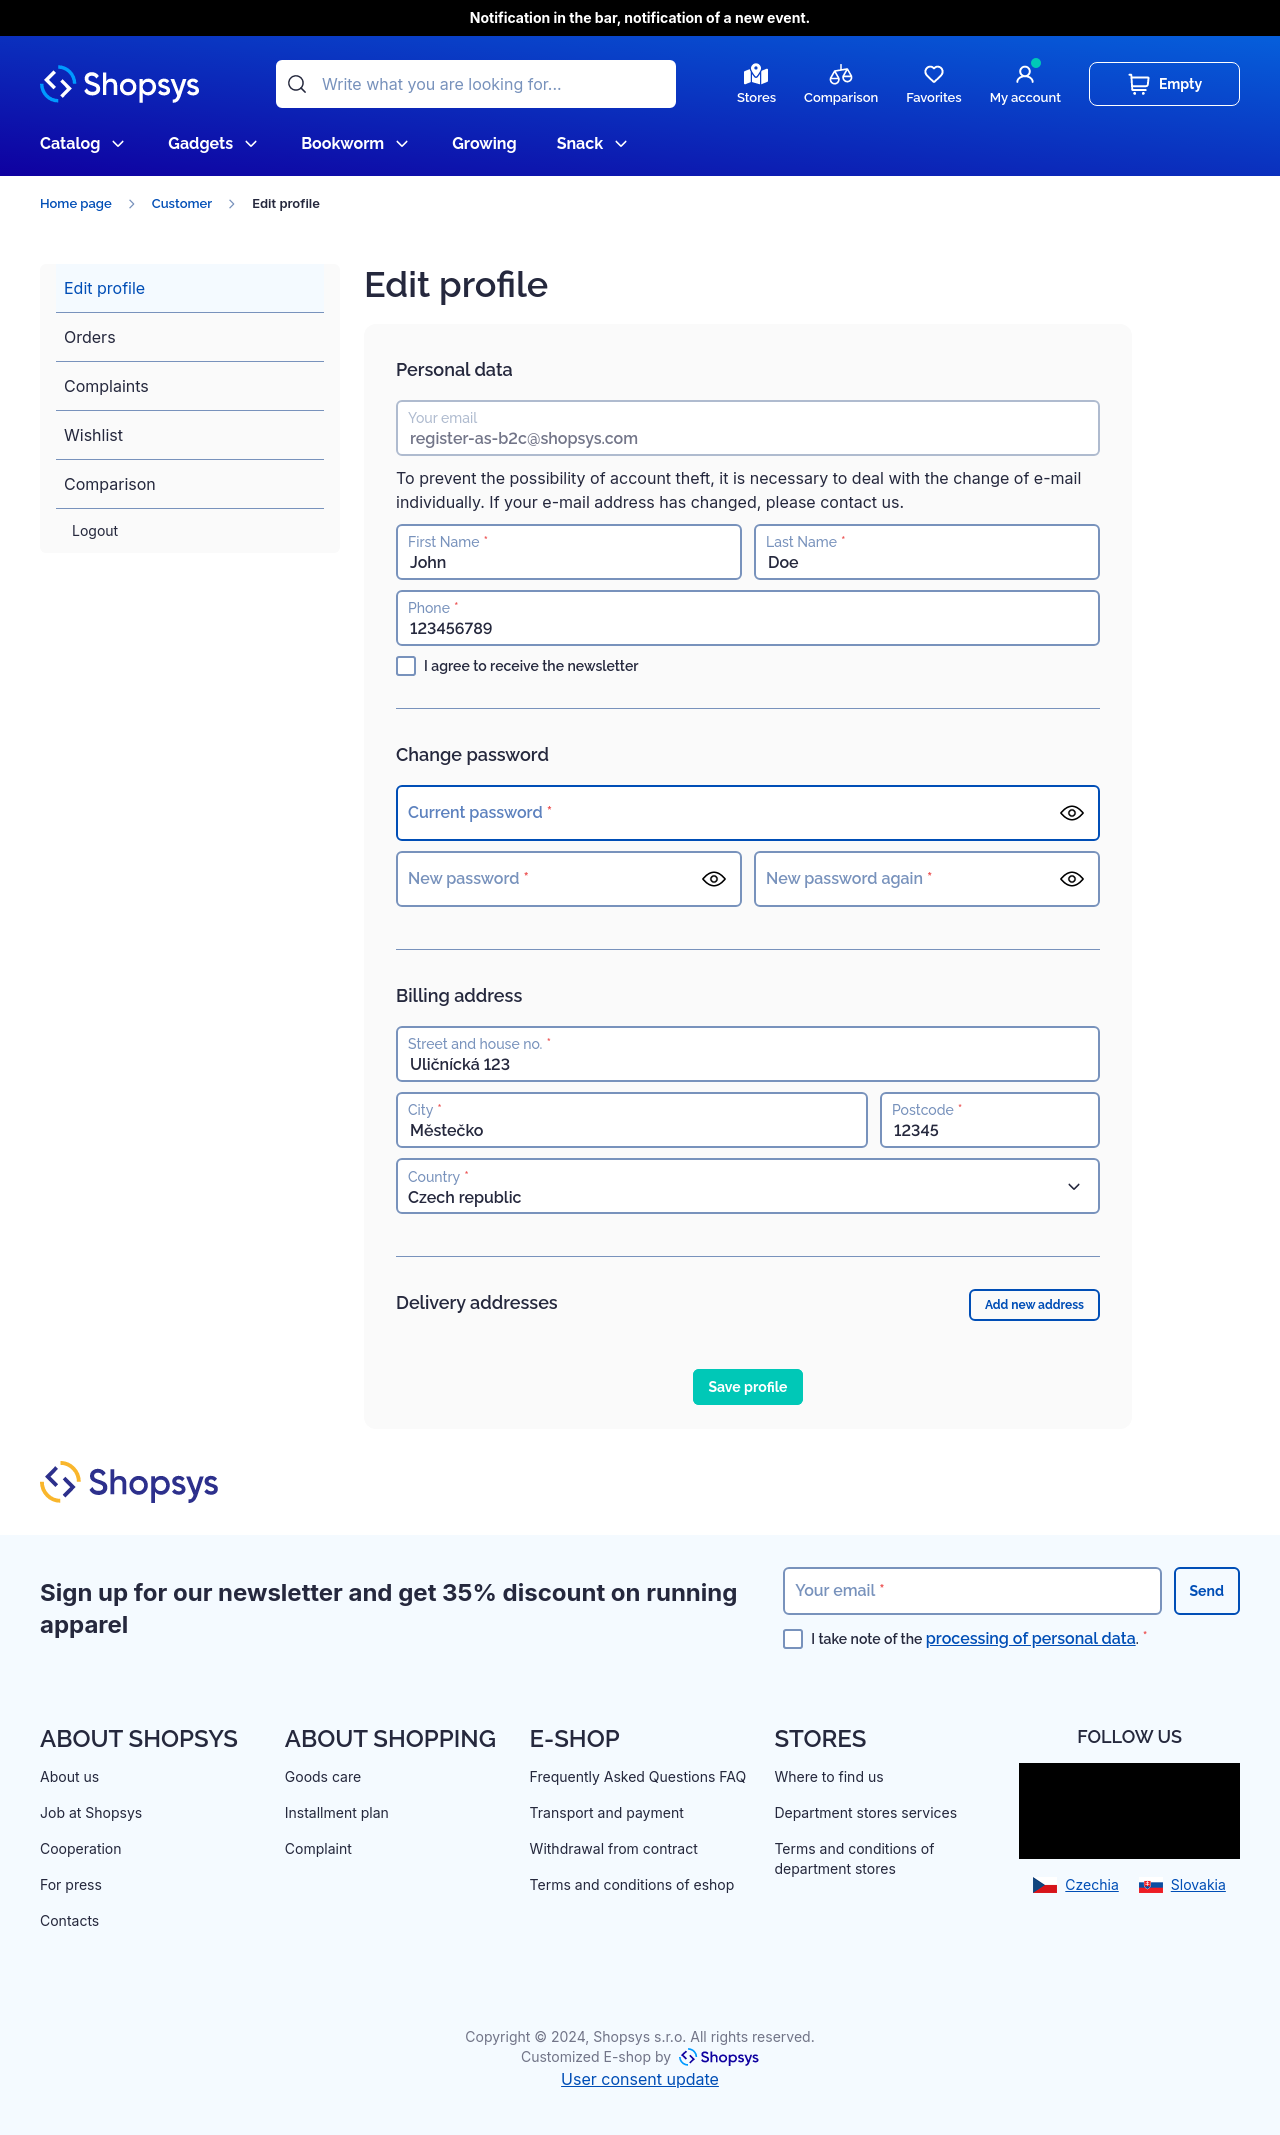 Notification in the bar, notification of a new event.
Shopsys
Write what you are looking for...
Stores
Comparison
Favorites
My account
Empty
Catalog
Gadgets
Bookworm
Growing
Snack
Home page
Customer
Edit profile
Edit profile
Orders
Complaints
Wishlist
Comparison
Logout
Edit profile
Personal data
Your email
register-as-b2c@shopsys.com
To prevent the possibility of account theft, it is necessary to deal with the change of e-mail
individually. If your e-mail address has changed, please contact us.
First Name *
John
Last Name *
Doe
Phone *
123456789
I agree to receive the newsletter
Change password
Current password *
New password *
New password again *
Billing address
Street and house no. *
Uličnícká 123
City *
Městečko
Postcode *
12345
Country *
Czech republic
Delivery addresses
Add new address
Save profile
Shopsys
Sign up for our newsletter and get 35% discount on running
apparel
Your email *
Send
I take note of the processing of personal data. *
ABOUT SHOPSYS
About us
Job at Shopsys
Cooperation
For press
Contacts
ABOUT SHOPPING
Goods care
Installment plan
Complaint
E-SHOP
Frequently Asked Questions FAQ
Transport and payment
Withdrawal from contract
Terms and conditions of eshop
STORES
Where to find us
Department stores services
Terms and conditions of
department stores
FOLLOW US
Czechia
Slovakia
Copyright © 2024, Shopsys s.r.o. All rights reserved.
Customized E-shop by Shopsys
User consent update